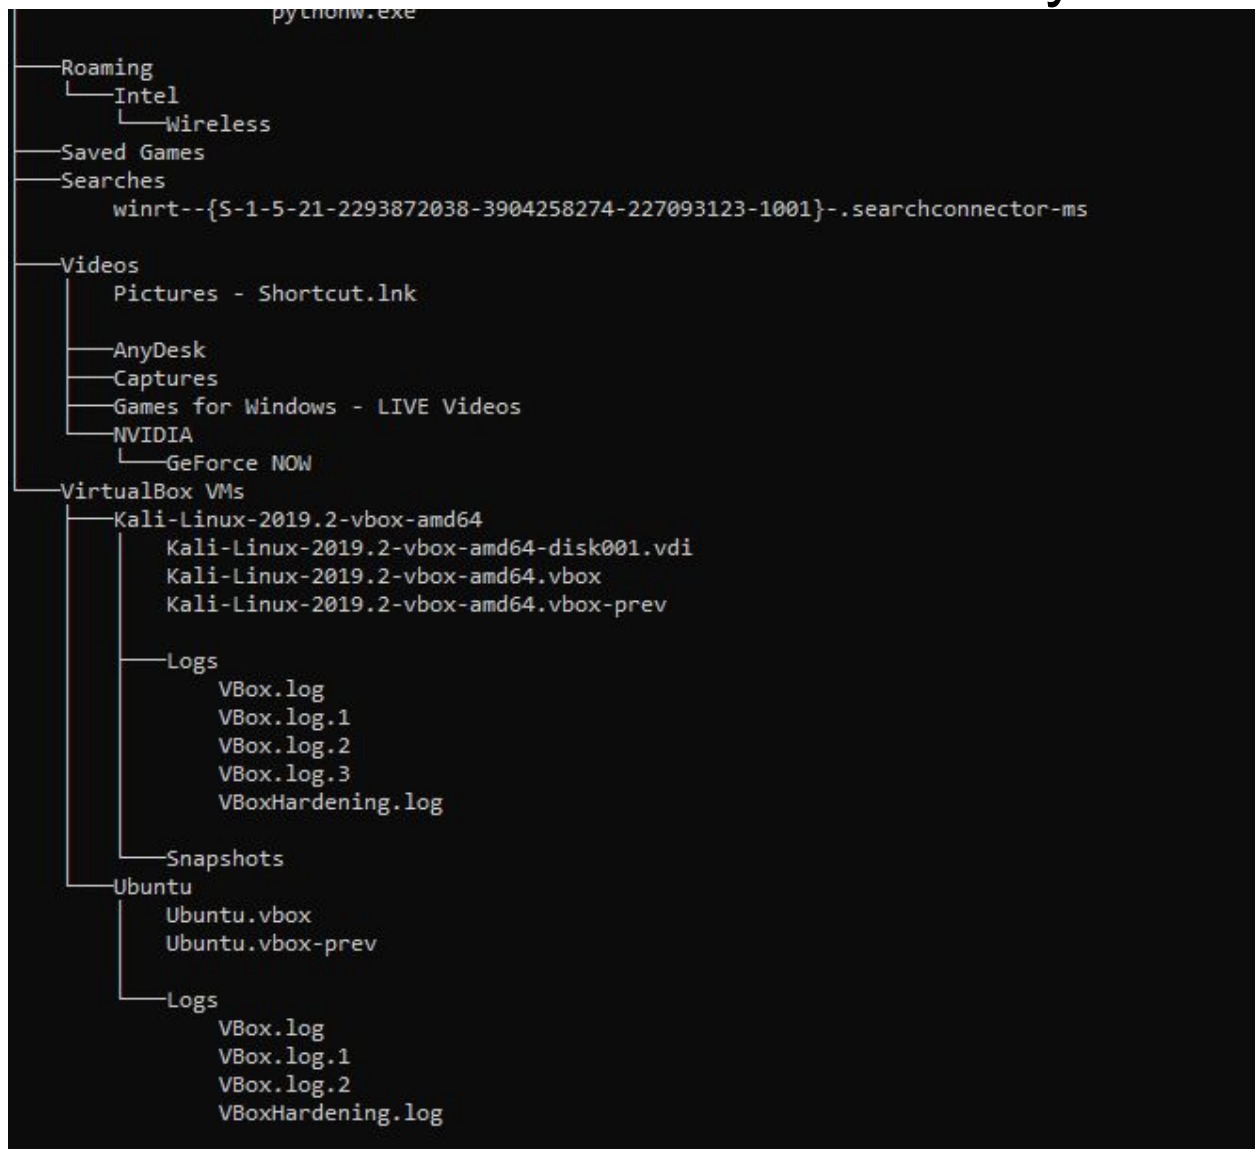 pythonw.exe
Roaming
Intel
Wireless
Saved Games
Searches
winrt--{S-1-5-21-2293872038-3904258274-227093123-1001}-.searchconnector-ms
Videos
Pictures - Shortcut.lnk
AnyDesk
Captures
Games for Windows - LIVE Videos
NVIDIA
GeForce NOW
VirtualBox VMs
Kali-Linux-2019.2-vbox-amd64
Kali-Linux-2019.2-vbox-amd64-disk001.vdi
Kali-Linux-2019.2-vbox-amd64.vbox
Kali-Linux-2019.2-vbox-amd64.vbox-prev
Logs
VBox.log
VBox.log.1
VBox.log.2
VBox.log.3
VBoxHardening.log
Snapshots
Ubuntu
Ubuntu.vbox
Ubuntu.vbox-prev
Logs
VBox.log
VBox.log.1
VBox.log.2
VBoxHardening.log